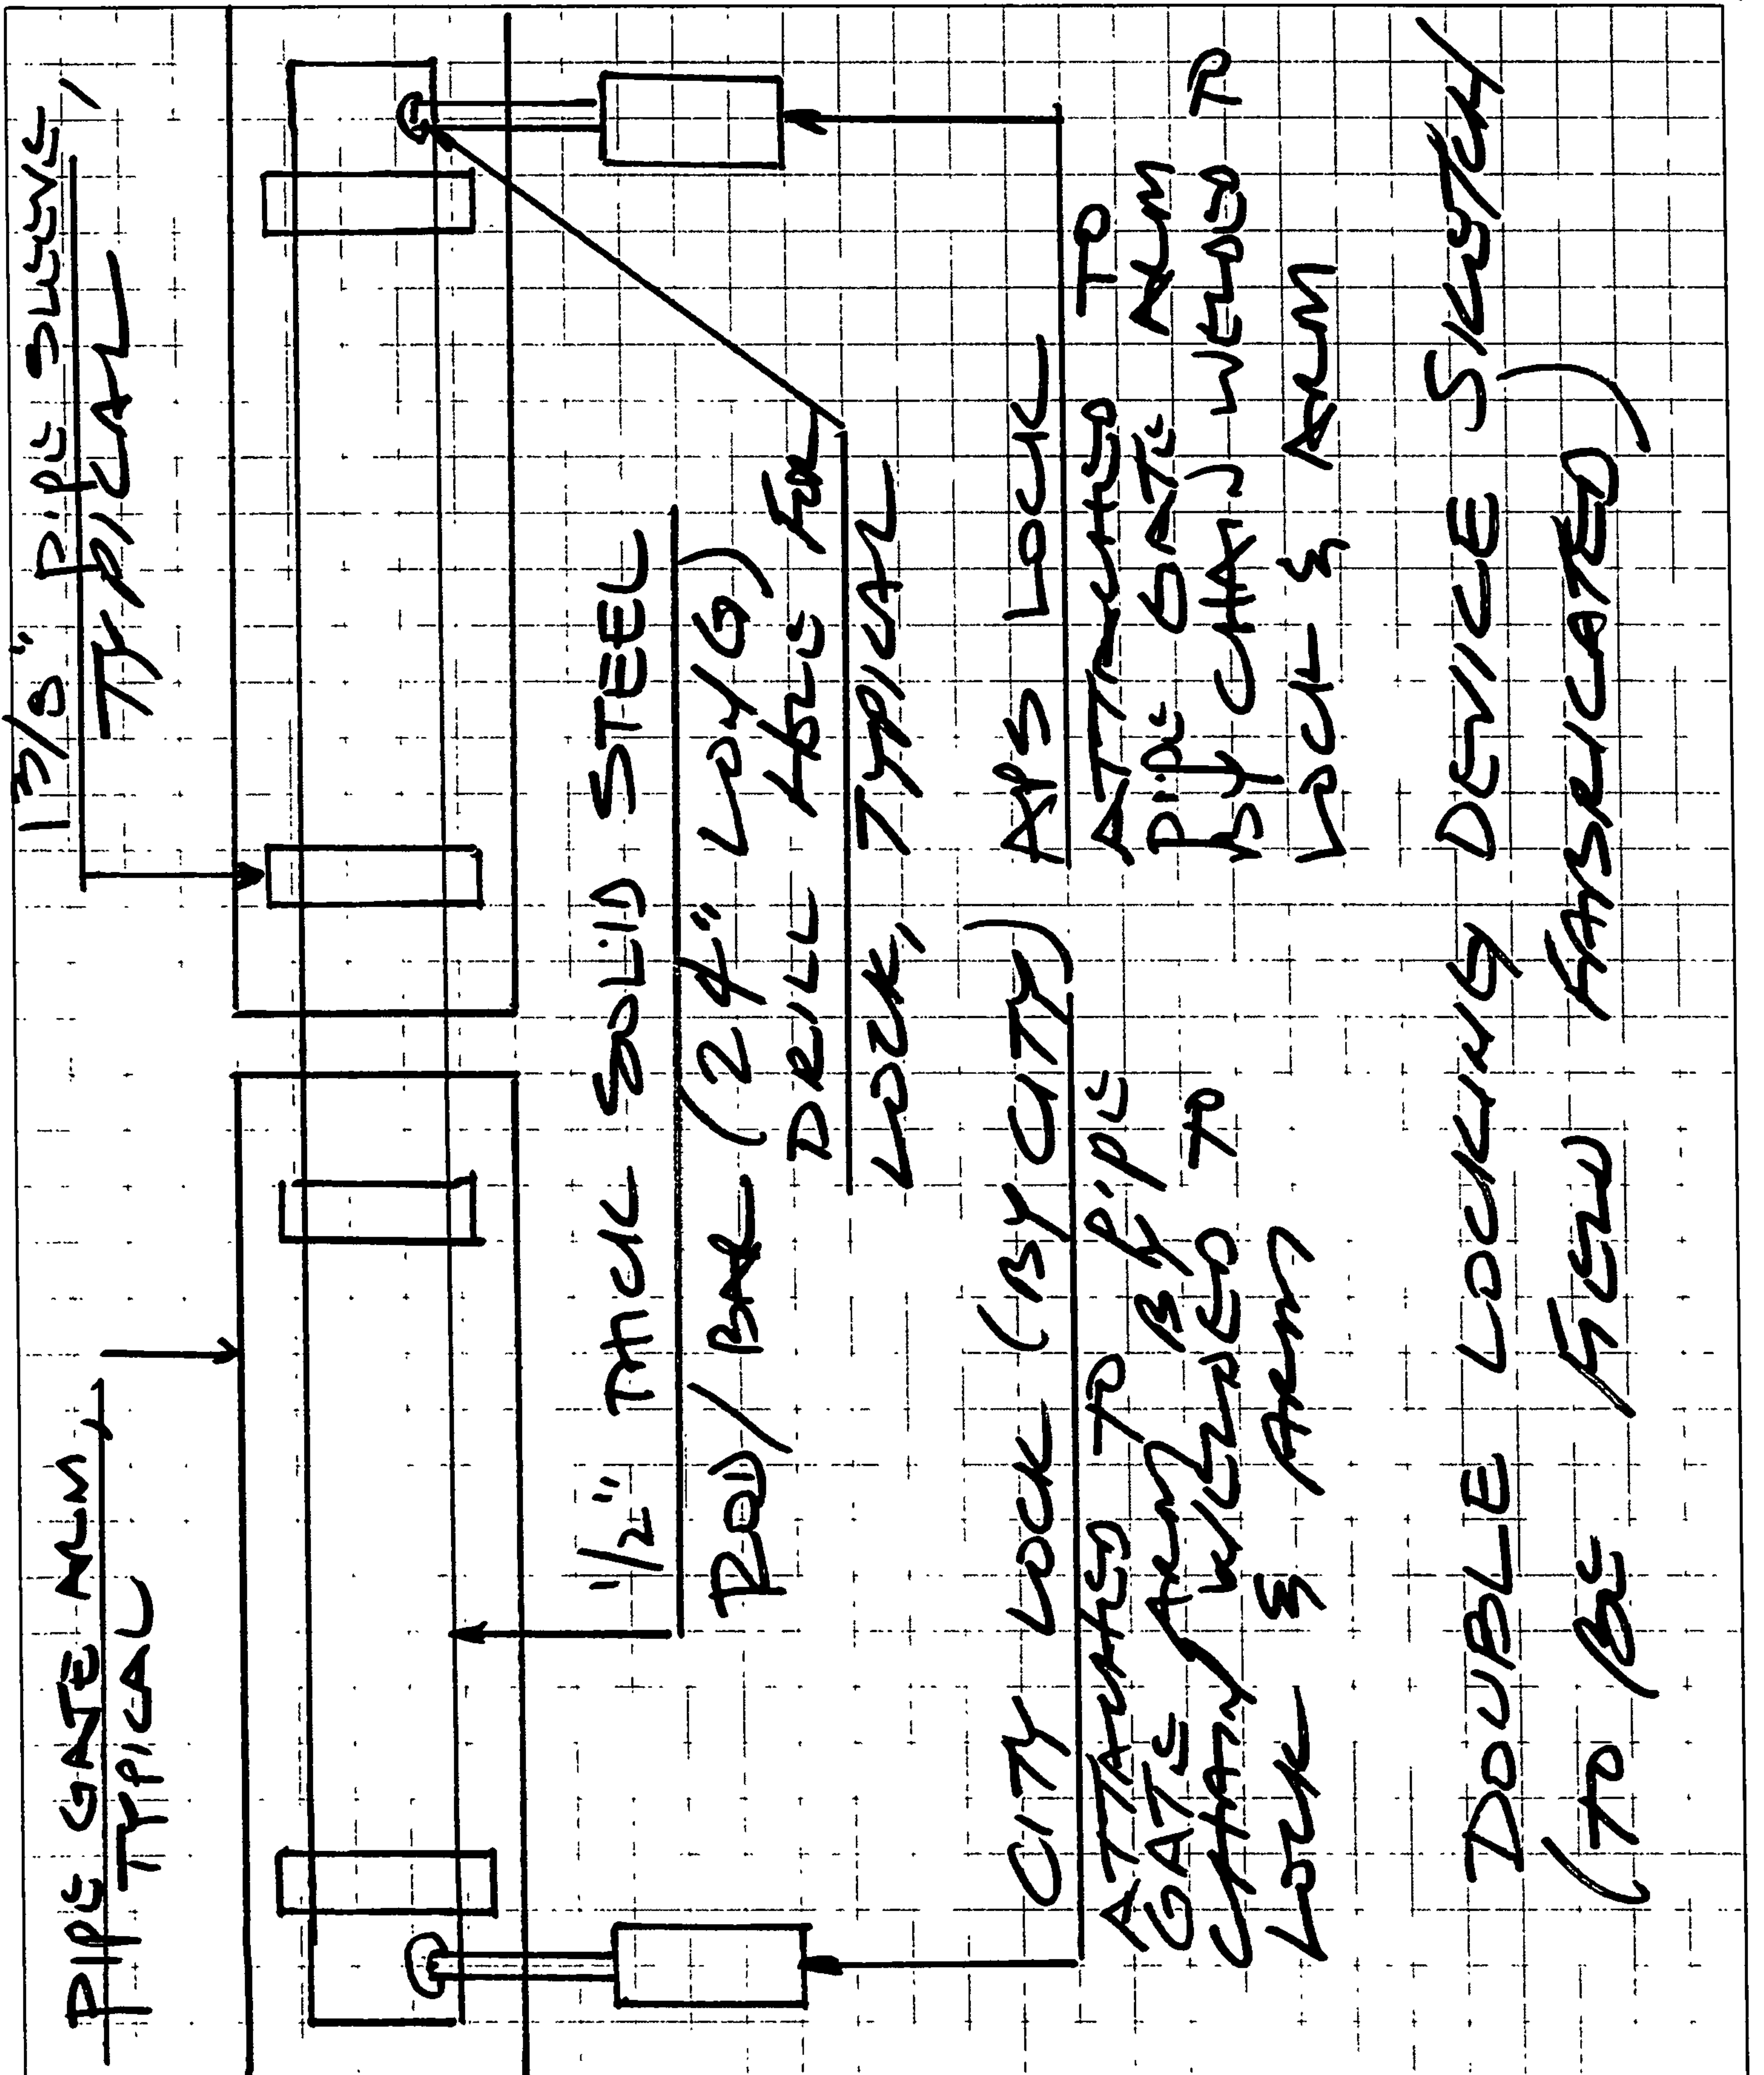 PIPE GATE ARM,
TYPICAL
1 3/8" PIPE SLEEVE,
TYPICAL
1/2" THICK SOLID STEEL
ROD/BAR (24" LONG)
DRILL HOLE FOR
LOCK, TYPICAL
CITY LOCK (BY CITY)
ATTACHED TO PIPE
GATE ARM BY
CHAIN WELDED TO
LOCK & ARM
APS LOCK
ATTACHED TO
PIPE GATE ARM
BY CHAIN WELDED TO
LOCK & ARM
DOUBLE LOCKING DEVICE SKETCH
(TO BE FIELD FABRICATED)